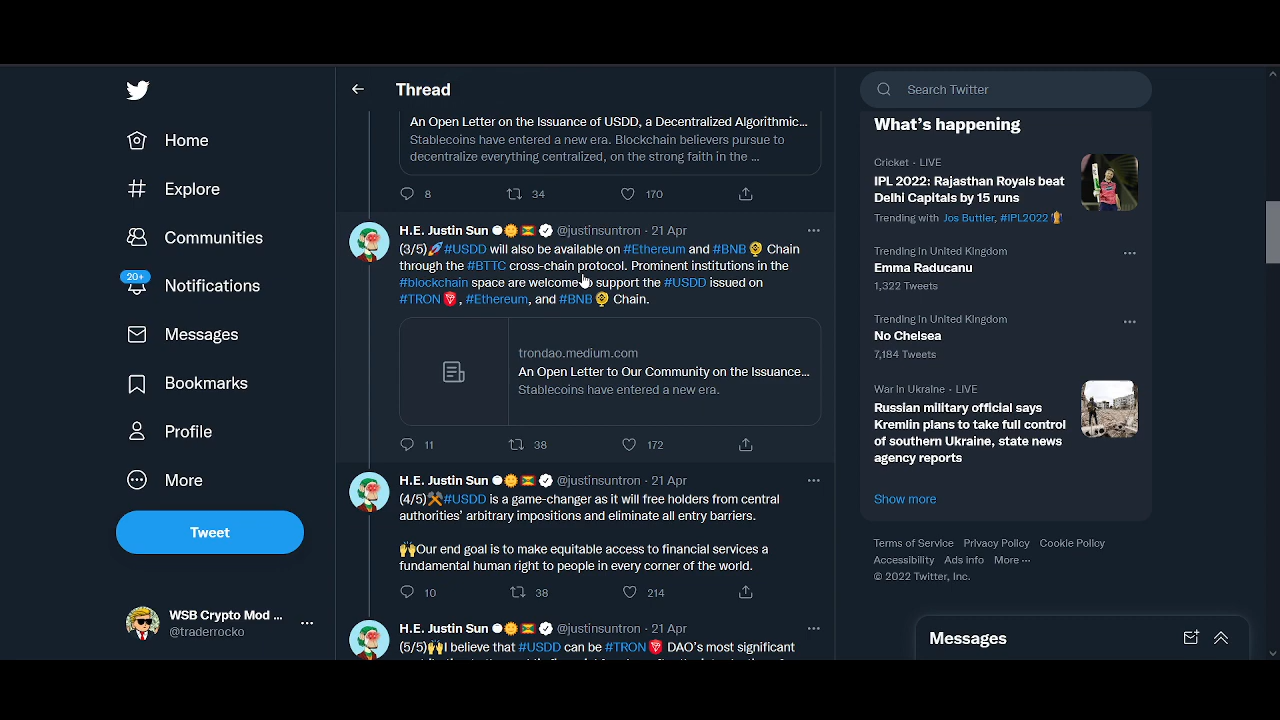 Home
Explore
Communities
20+
Notifications
Messages
Bookmarks
Profile
More
Tweet
WSB Crypto Mod ...
@traderrocko
Thread
An Open Letter on the Issuance of USDD, a Decentralized Algorithmic...
Stablecoins have entered a new era. Blockchain believers pursue to
decentralize everything centralized, on the strong faith in the ...
8 34 170
H.E. Justin Sun @justinsuntron · 21 Apr
(3/5)🚀#USDD will also be available on #Ethereum and #BNB Chain
through the #BTTC cross-chain protocol. Prominent institutions in the
#blockchain space are welcome to support the #USDD issued on
#TRON, #Ethereum, and #BNB Chain.
trondao.medium.com
An Open Letter to Our Community on the Issuance...
Stablecoins have entered a new era.
11 38 172
H.E. Justin Sun @justinsuntron · 21 Apr
(4/5)⚒#USDD is a game-changer as it will free holders from central
authorities' arbitrary impositions and eliminate all entry barriers.
🙌Our end goal is to make equitable access to financial services a
fundamental human right to people in every corner of the world.
10 38 214
H.E. Justin Sun @justinsuntron · 21 Apr
(5/5)🙌I believe that #USDD can be #TRON DAO's most significant
Search Twitter
What's happening
Cricket · LIVE
IPL 2022: Rajasthan Royals beat
Delhi Capitals by 15 runs
Trending with Jos Buttler, #IPL2022
Trending in United Kingdom
Emma Raducanu
1,322 Tweets
Trending in United Kingdom
No Chelsea
7,184 Tweets
War in Ukraine · LIVE
Russian military official says
Kremlin plans to take full control
of southern Ukraine, state news
agency reports
Show more
Terms of Service Privacy Policy Cookie Policy
Accessibility Ads info More ···
© 2022 Twitter, Inc.
Messages